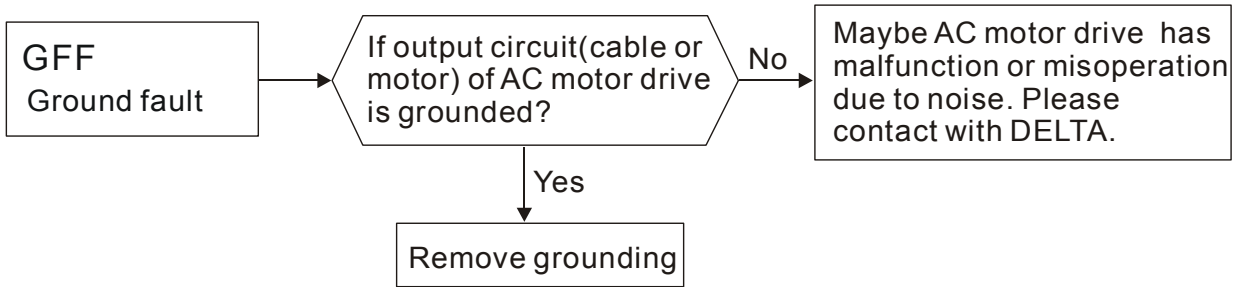 GFF
Ground fault
If output circuit(cable or
motor) of AC motor drive
is grounded?
No
Maybe AC motor drive has
malfunction or misoperation
due to noise. Please
contact with DELTA.
Yes
Remove grounding